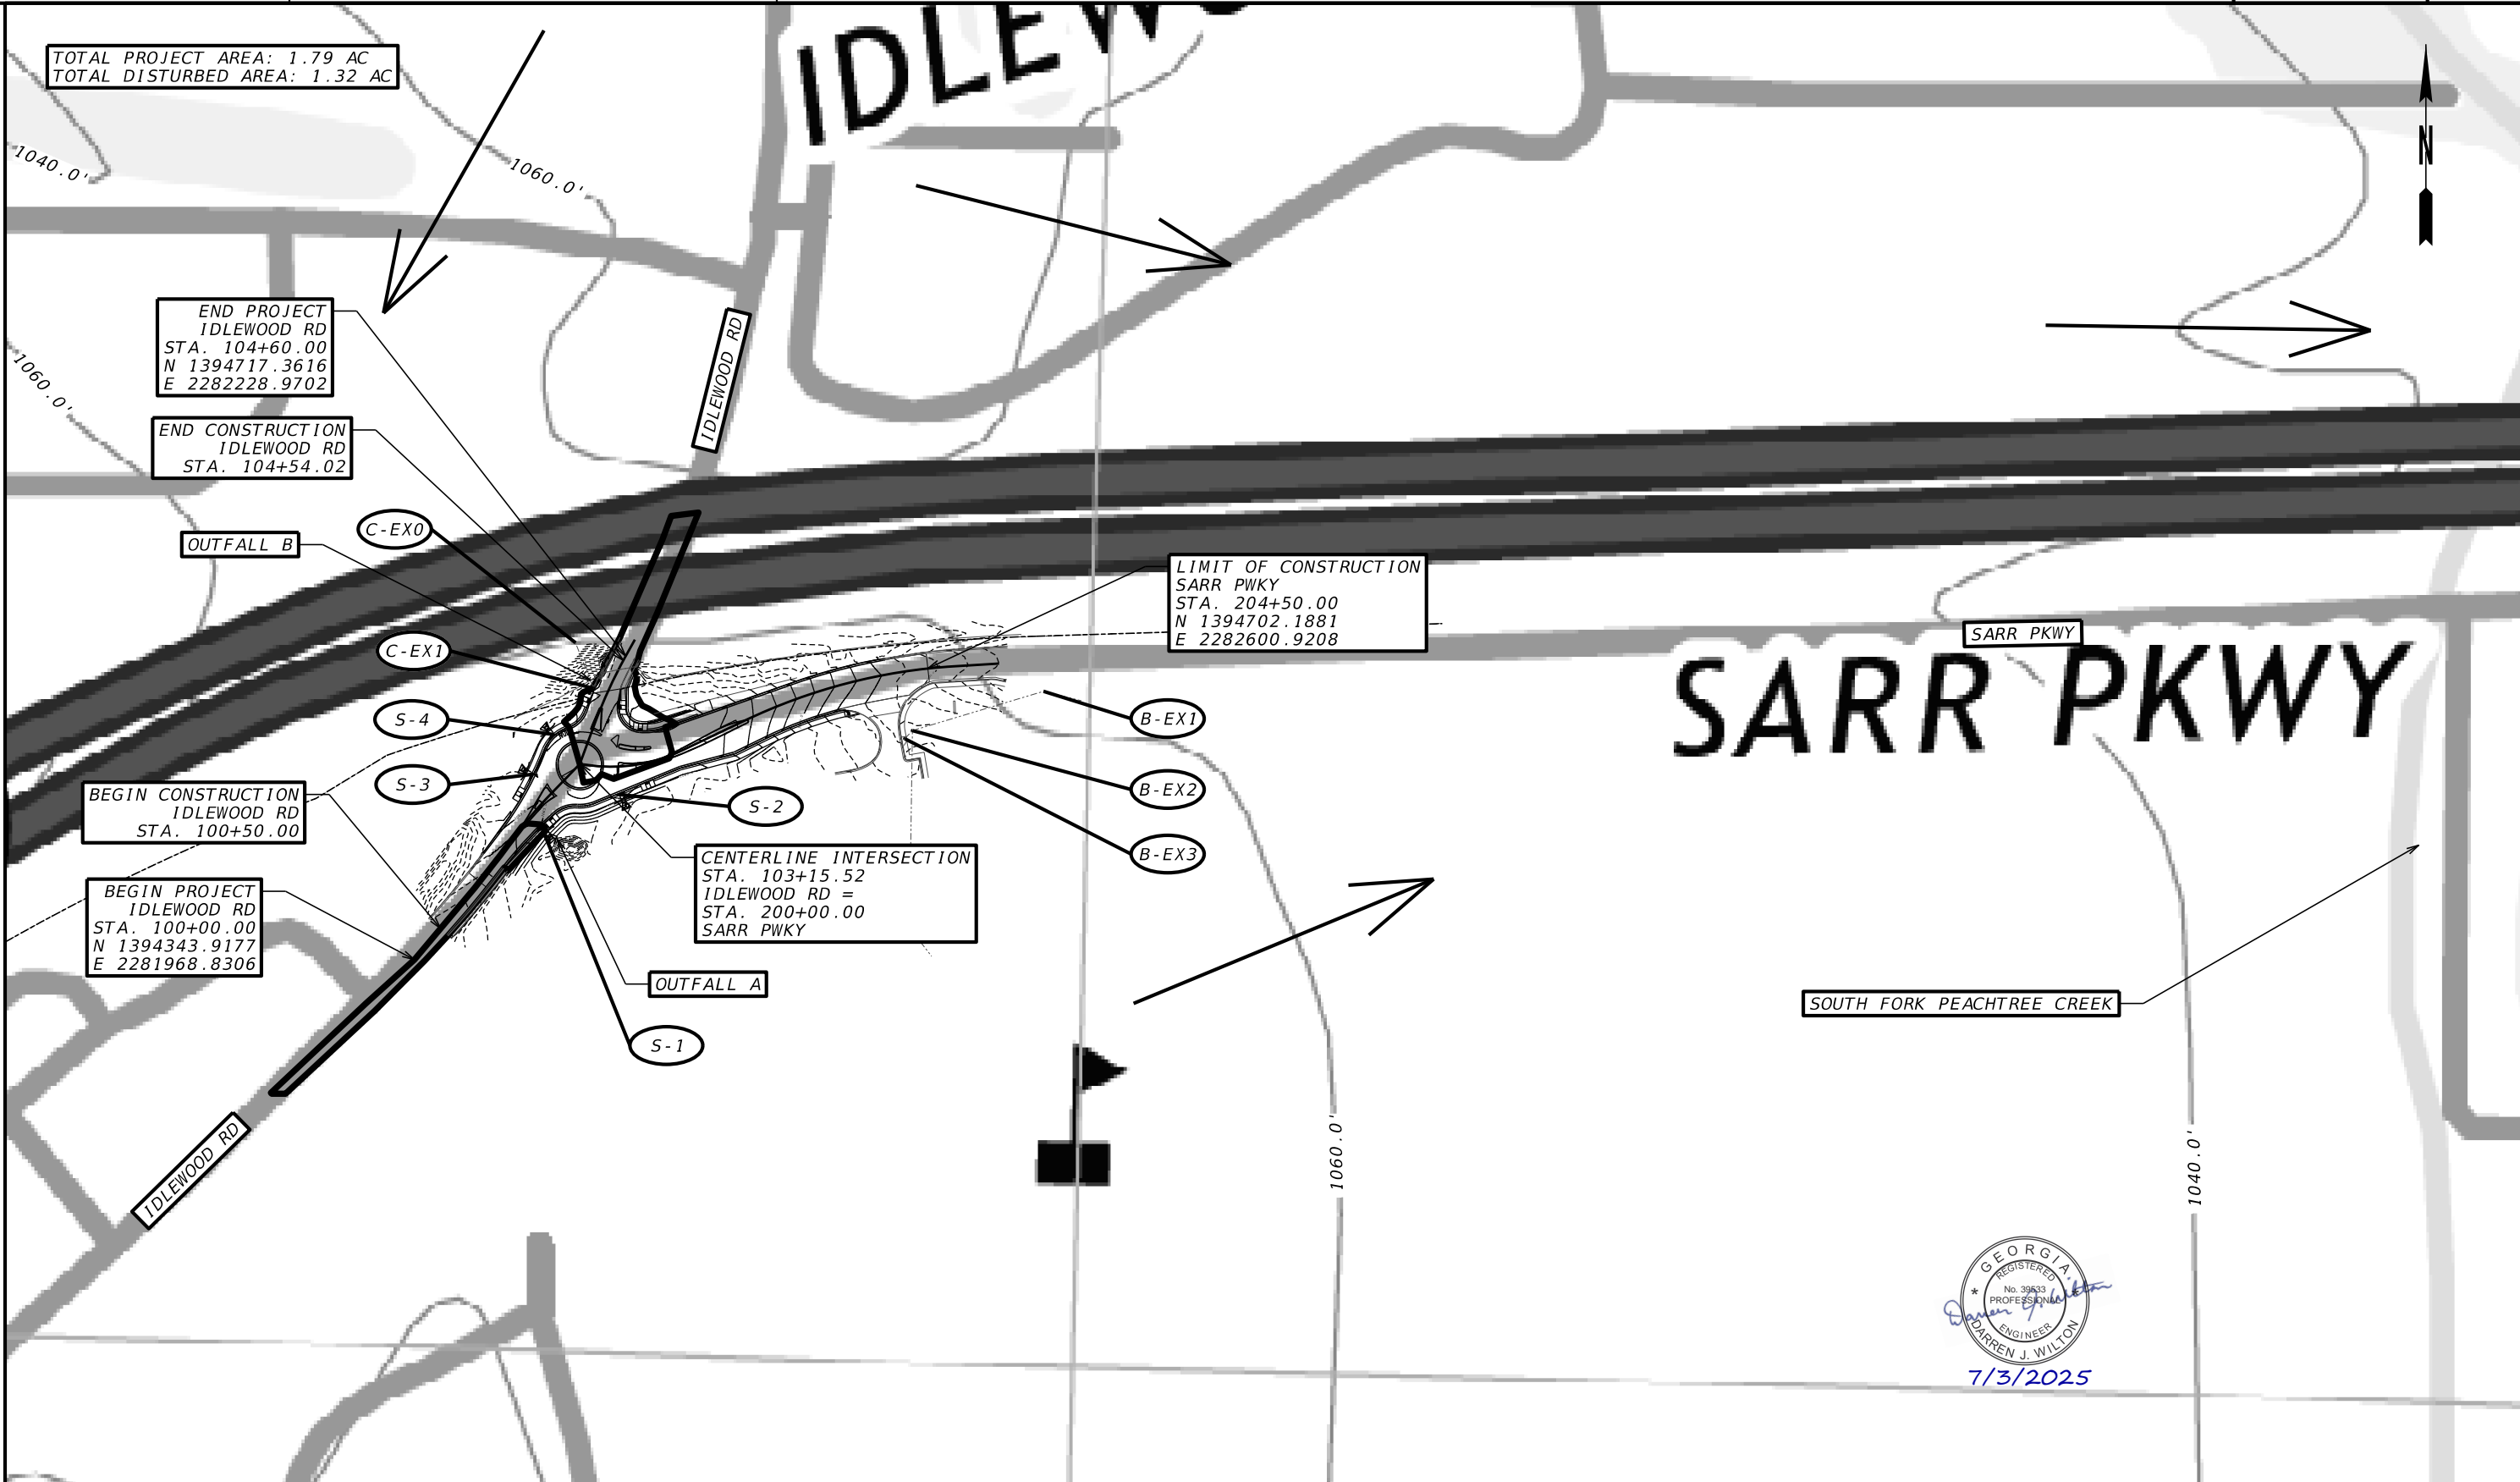 TOTAL PROJECT AREA: 1.79 AC
TOTAL DISTURBED AREA: 1.32 AC
N
1040.0'
1060.0'
END PROJECT
IDLEWOOD RD
STA. 104+60.00
N 1394717.3616
E 2282228.9702
IDLEWOOD RD
1060.0'
END CONSTRUCTION
IDLEWOOD RD
STA. 104+54.02
C-EX0
OUTFALL B
LIMIT OF CONSTRUCTION
SARR PWKY
STA. 204+50.00
N 1394702.1881
E 2282600.9208
SARR PKWY
SARR PKWY
C-EX1
S-4
B-EX1
S-3
B-EX2
S-2
BEGIN CONSTRUCTION
IDLEWOOD RD
STA. 100+50.00
B-EX3
CENTERLINE INTERSECTION
STA. 103+15.52
IDLEWOOD RD =
STA. 200+00.00
SARR PWKY
BEGIN PROJECT
IDLEWOOD RD
STA. 100+00.00
N 1394343.9177
E 2281968.8306
OUTFALL A
SOUTH FORK PEACHTREE CREEK
S-1
IDLEWOOD RD
1060.0'
1040.0'
GEORGIA
REGISTERED
No. 39533
PROFESSIONAL
Darren J. Wilton
ENGINEER
DARREN J. WILTON
7/3/2025